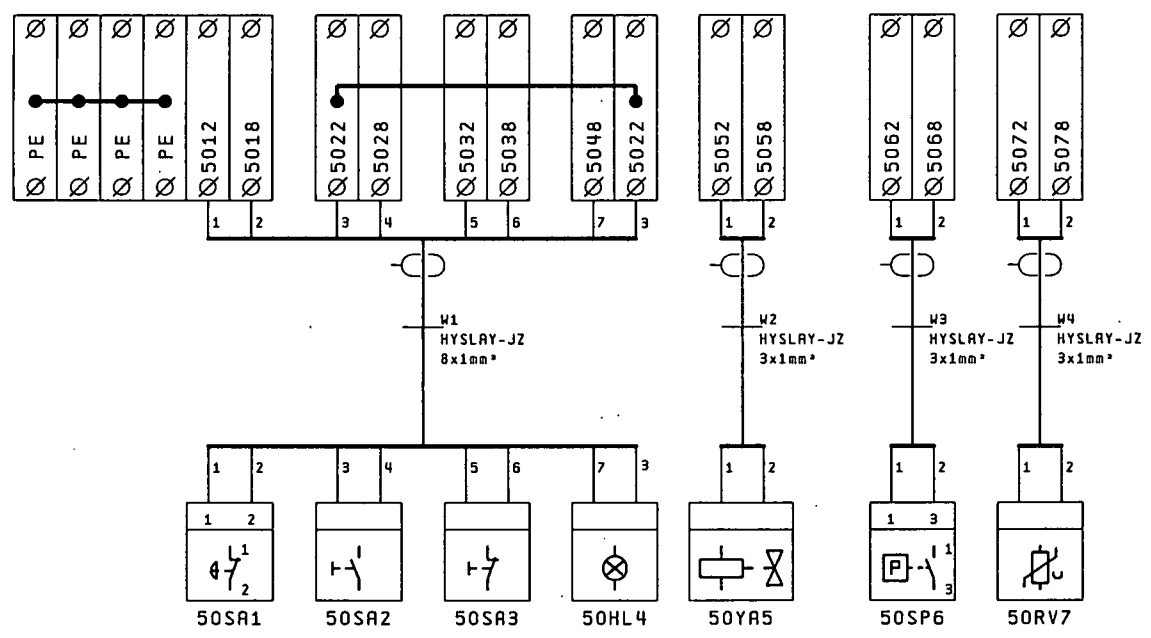 PE PE PE PE 5012 5018 5022 5028 5032 5038 5048 5022 5052 5058 5062 5068 5072 5078
1 2 3 4 5 6 7 3 1 2 1 2 1 2
W1 W2 W3 W4
HYSLAY-JZ HYSLAY-JZ HYSLAY-JZ HYSLAY-JZ
8x1mm² 3x1mm² 3x1mm² 3x1mm²
1 2 3 4 5 6 7 3 1 2 1 2 1 2
1 2 1 3
1 1
P
2 3
50SA1 50SA2 50SA3 50HL4 50YA5 50SP6 50RV7